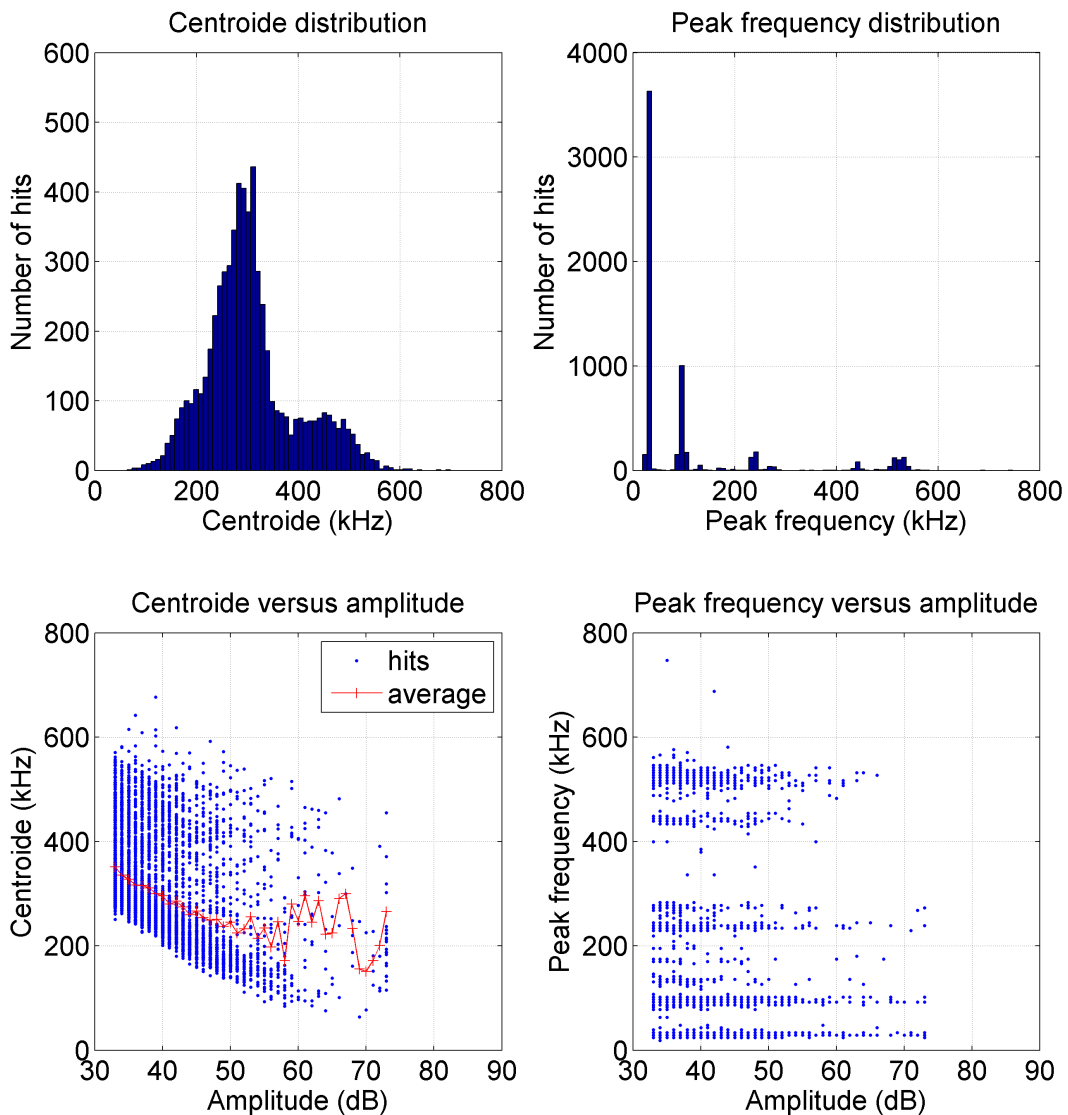 Centroide distribution
600
500
400
300
200
100
0
0 200 400 600 800
Number of hits
Centroide (kHz)
Peak frequency distribution
4000
3000
2000
1000
0
0 200 400 600 800
Number of hits
Peak frequency (kHz)
Centroide versus amplitude
hits
average
800
600
400
200
0
30 40 50 60 70 80 90
Centroide (kHz)
Amplitude (dB)
Peak frequency versus amplitude
800
600
400
200
0
30 40 50 60 70 80 90
Peak frequency (kHz)
Amplitude (dB)